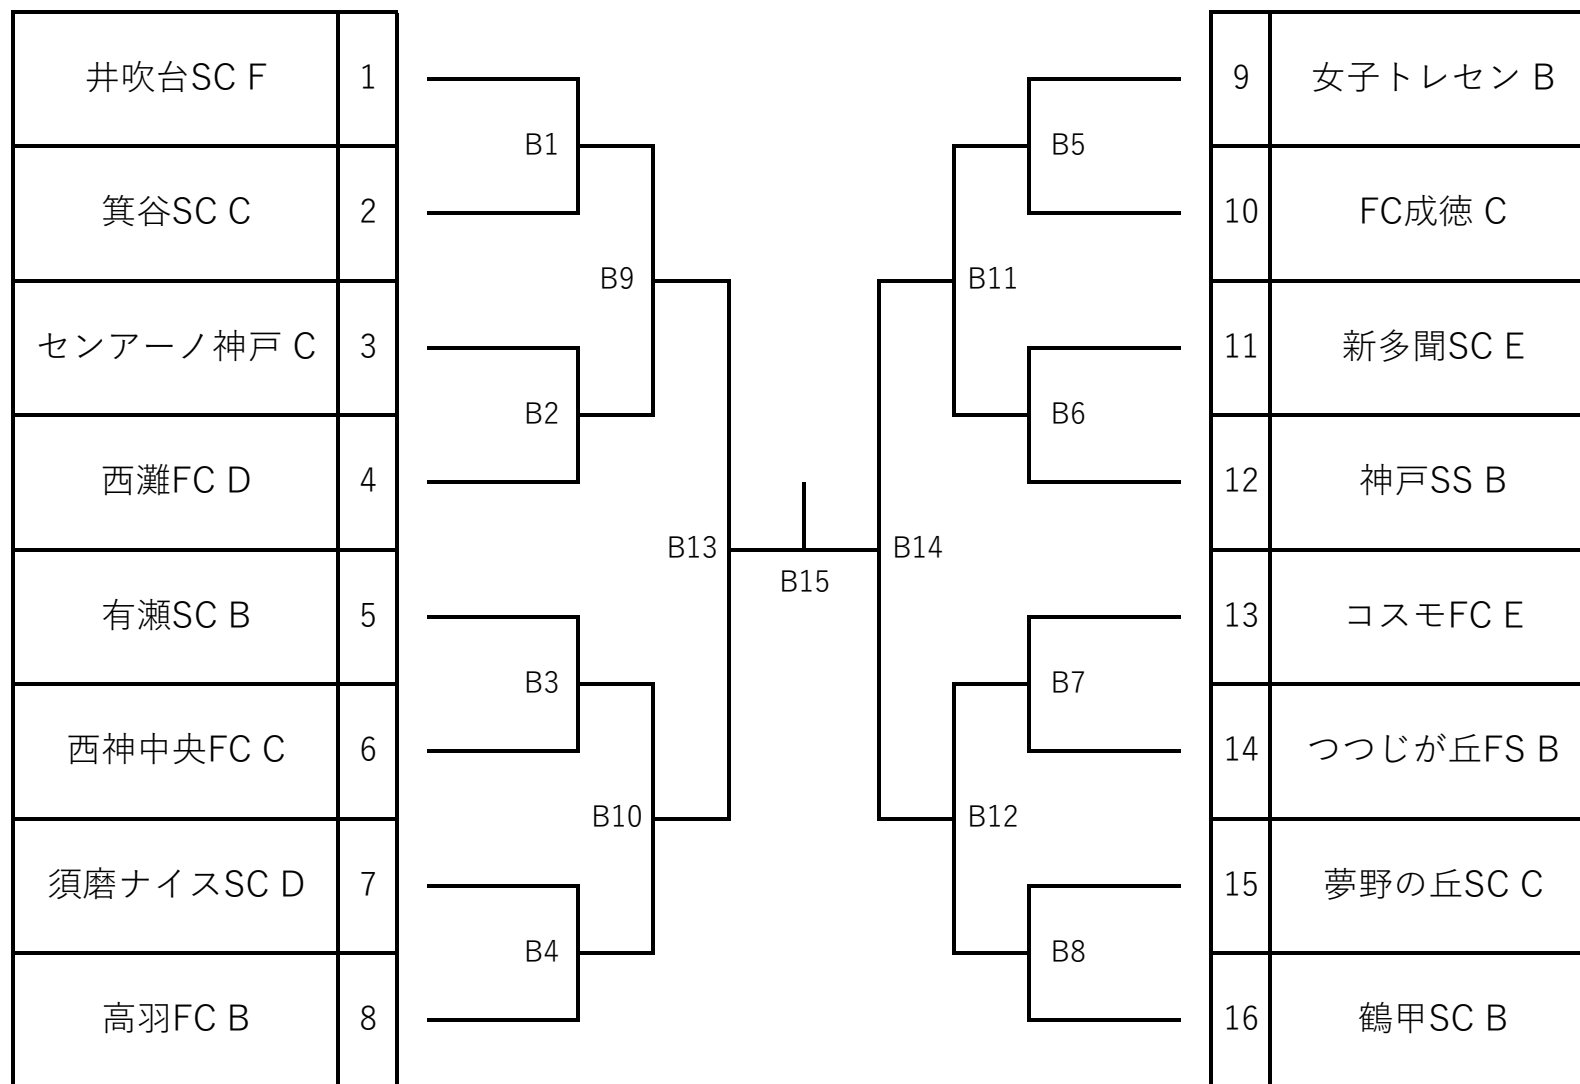 井吹台SC F 1
箕谷SC C 2
センアーノ神戸 C 3
西灘FC D 4
有瀬SC B 5
西神中央FC C 6
須磨ナイスSC D 7
高羽FC B 8
B1
B2
B3
B4
B9
B10
B13
B15
B14
B11
B12
B5
B6
B7
B8
9 女子トレセン B
10 FC成徳 C
11 新多聞SC E
12 神戸SS B
13 コスモFC E
14 つつじが丘FS B
15 夢野の丘SC C
16 鶴甲SC B